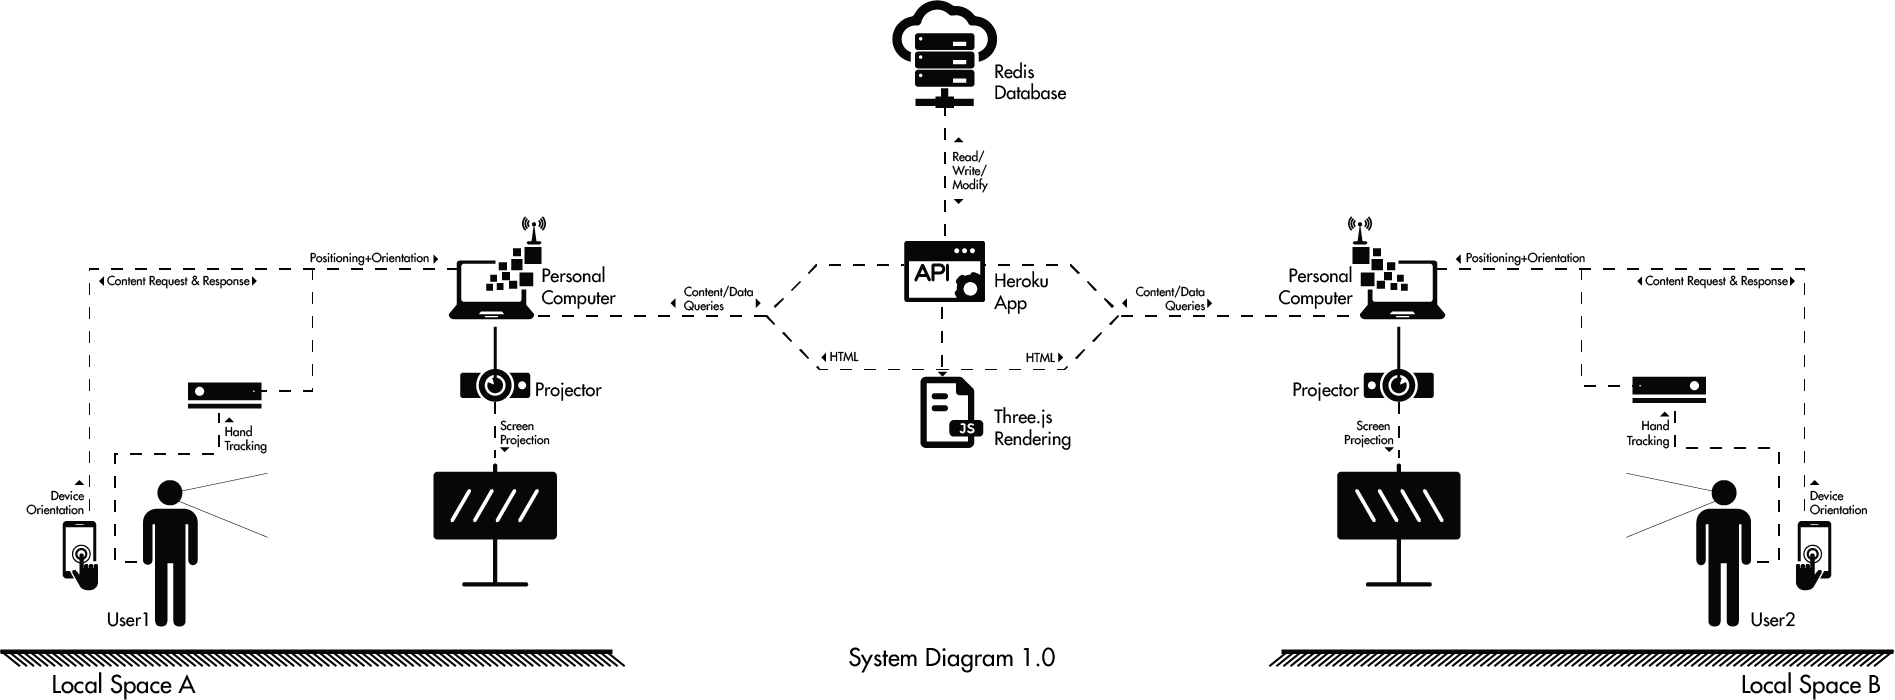 Redis
Database
Read/
Write/
Modify
Positioning+Orientation
Content Request & Response
Personal
Computer
Content/Data
Queries
API
Heroku
App
Content/Data
Queries
Personal
Computer
Positioning+Orientation
Content Request & Response
HTML
HTML
Projector
JS
Three.js
Rendering
Projector
Hand
Tracking
Screen
Projection
Screen
Projection
Hand
Tracking
Device
Orientation
Device
Orientation
User1
User2
System Diagram 1.0
Local Space A
Local Space B